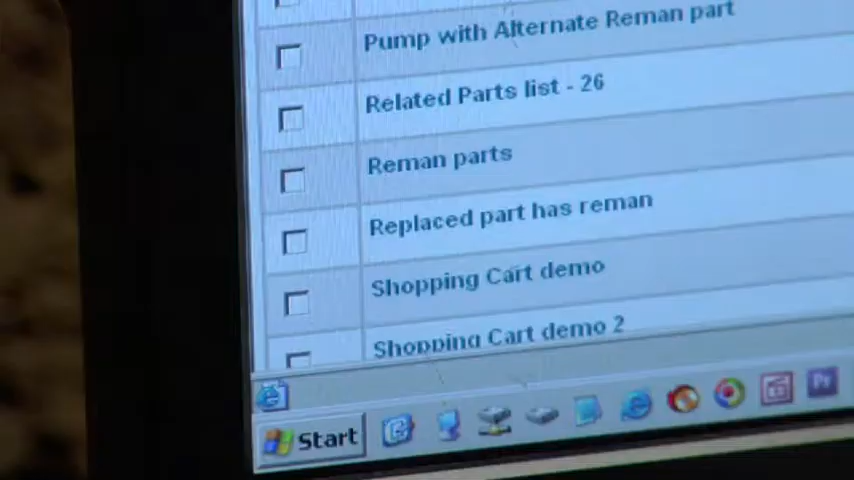 Pump with Alternate Reman part
Related Parts list - 26
Reman parts
Replaced part has reman
Shopping Cart demo
Shopping Cart demo 2
Start
Pr